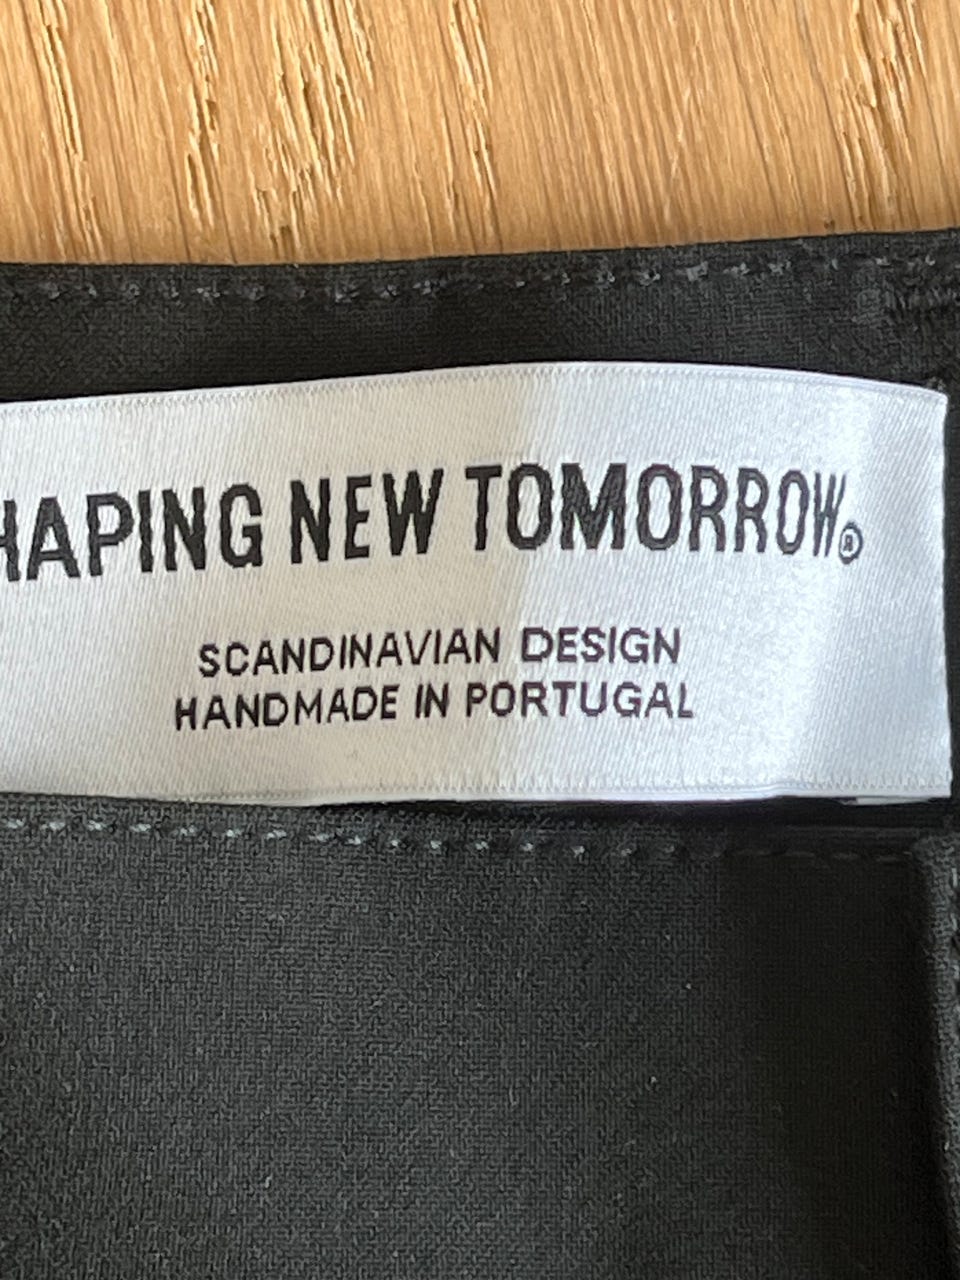 HAPING NEW TOMORROW®
SCANDINAVIAN DESIGN
HANDMADE IN PORTUGAL